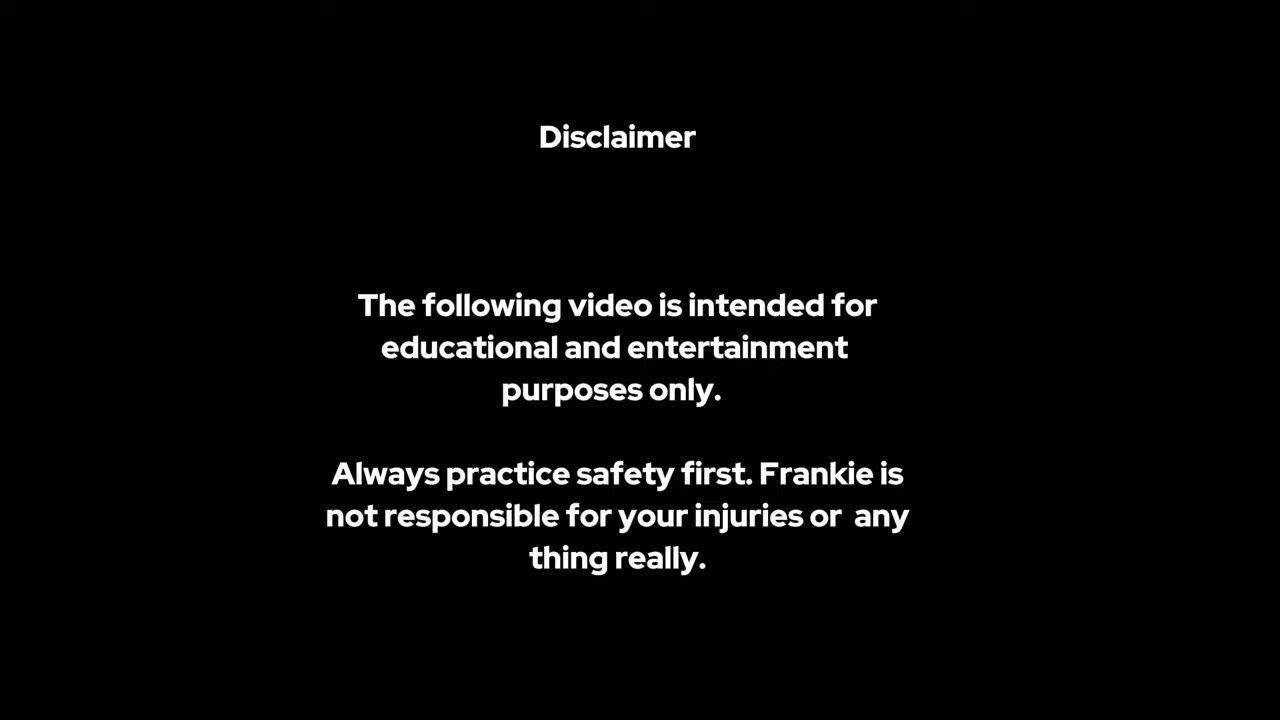 Disclaimer
The following video is intended for
educational and entertainment
purposes only.
Always practice safety first. Frankie is
not responsible for your injuries or  any
thing really.